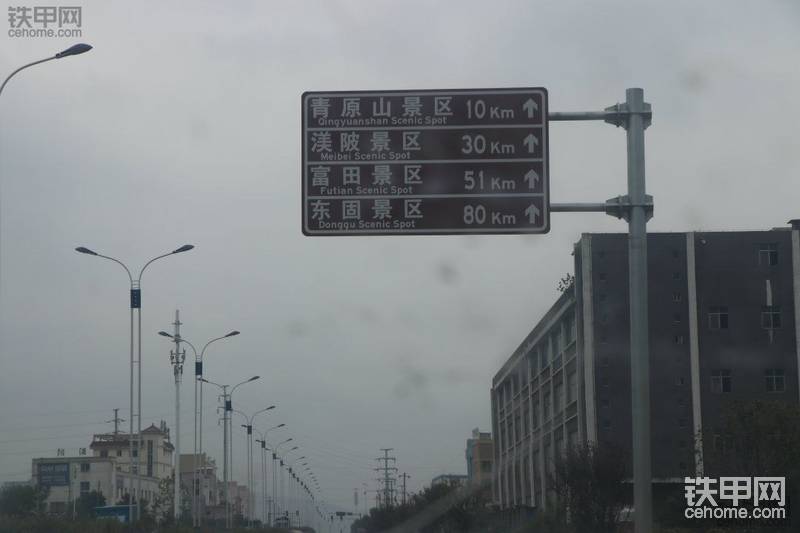 铁甲网
cehome.com
青原山景区 10 Km ↑
Qingyuanshan Scenic Spot
渼陂景区 30 Km ↑
Meibei Scenic Spot
富田景区 51 Km ↑
Futian Scenic Spot
东固景区 80 Km ↑
Donggu Scenic Spot
铁甲网
cehome.com